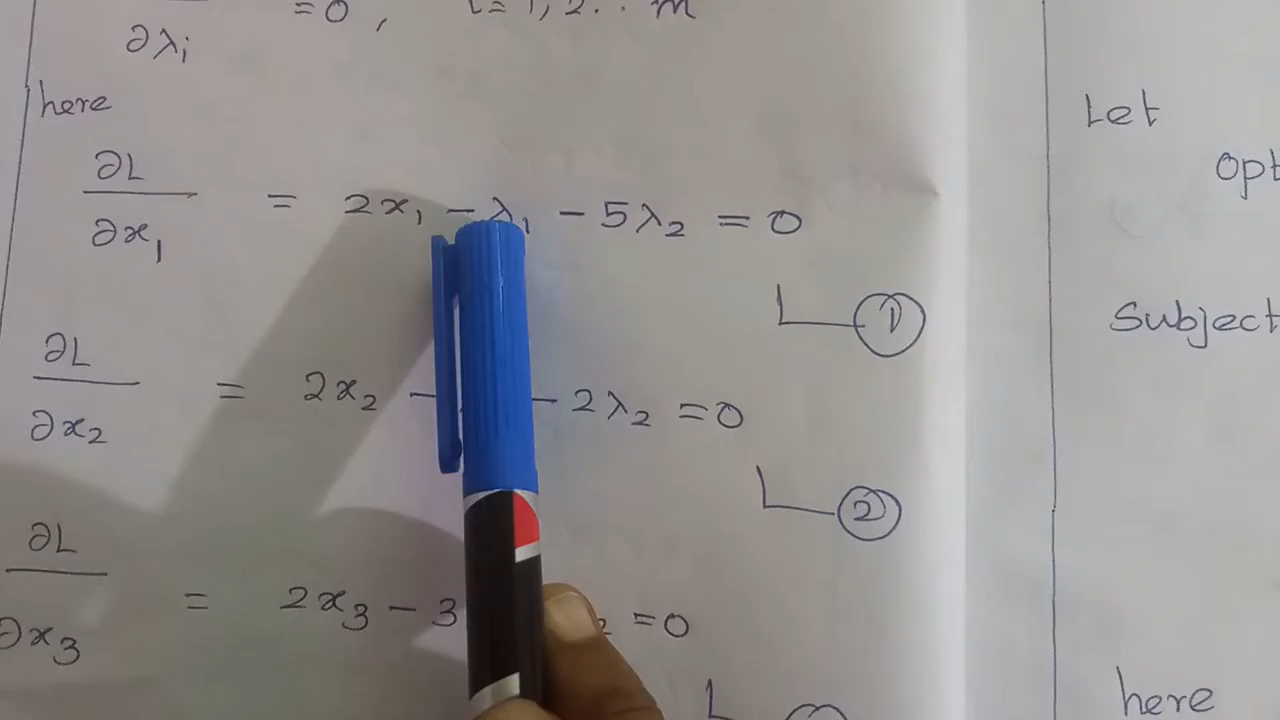 = 0 , i = 1, 2 . . m
∂λi
here
∂L/∂x1 = 2x1 - λ1 - 5λ2 = 0
①
∂L/∂x2 = 2x2 - - 2λ2 = 0
②
∂L/∂x3 = 2x3 - 3 2 = 0
Let
Opt
Subject
here